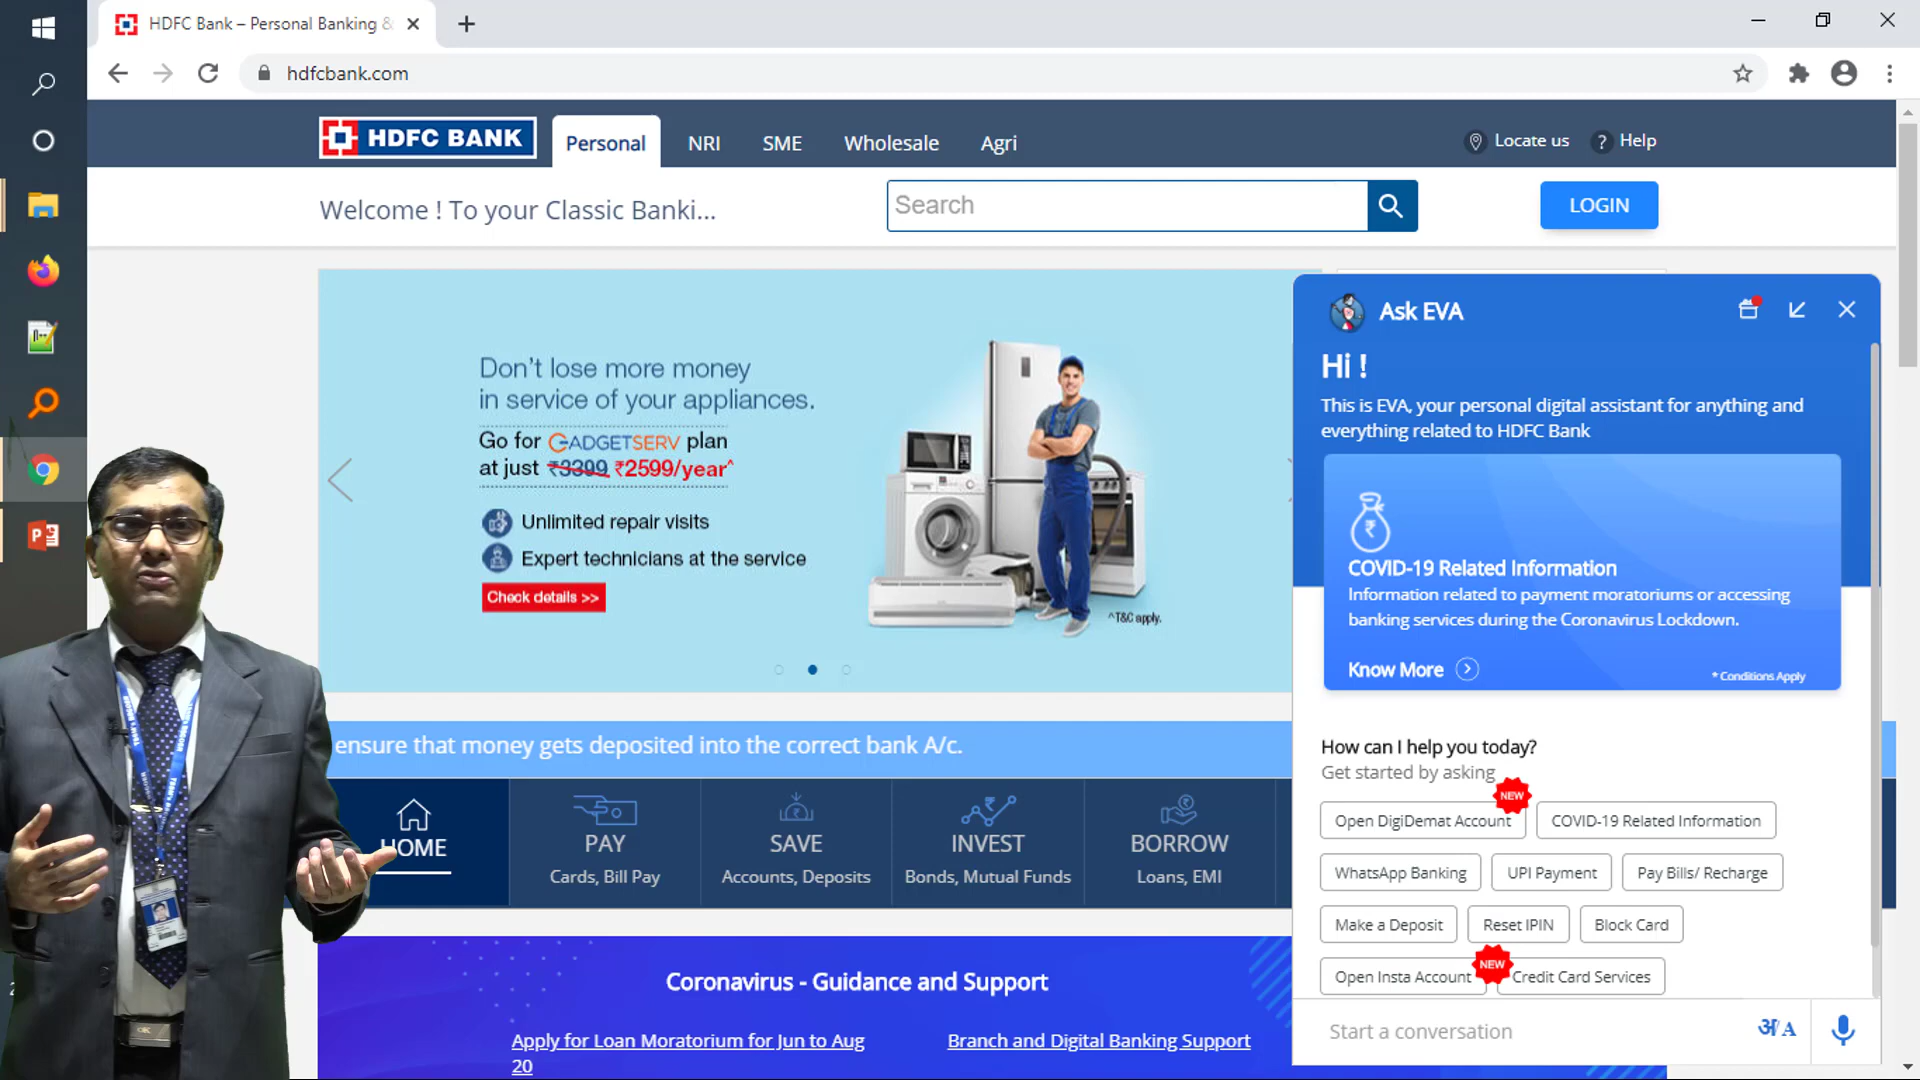 HDFC Bank – Personal Banking &
hdfcbank.com
HDFC BANK
Personal
NRI
SME
Wholesale
Agri
Locate us
? Help
Welcome ! To your Classic Banki...
Search
LOGIN
Don't lose more money
in service of your appliances.
Go for GADGETSERV plan
at just ₹3399 ₹2599/year^
Unlimited repair visits
Expert technicians at the service
Check details >>
^T&C apply.
ensure that money gets deposited into the correct bank A/c.
HOME
PAY
Cards, Bill Pay
SAVE
Accounts, Deposits
INVEST
Bonds, Mutual Funds
BORROW
Loans, EMI
Coronavirus - Guidance and Support
Apply for Loan Moratorium for Jun to Aug
20
Branch and Digital Banking Support
Ask EVA
Hi !
This is EVA, your personal digital assistant for anything and
everything related to HDFC Bank
COVID-19 Related Information
Information related to payment moratoriums or accessing
banking services during the Coronavirus Lockdown.
Know More
* Conditions Apply
How can I help you today?
Get started by asking
NEW
Open DigiDemat Account
COVID-19 Related Information
WhatsApp Banking
UPI Payment
Pay Bills/ Recharge
Make a Deposit
Reset IPIN
Block Card
NEW
Open Insta Account
Credit Card Services
Start a conversation
अ A